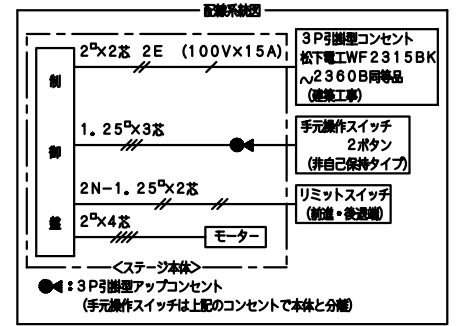 配線系統図
2□×2芯 2E (100V×15A)
3P引掛型コンセント
松下電工WF2315BK
～2360B同等品
(建築工事)
制御盤
1.25□×3芯
手元操作スイッチ
2ボタン
(非自己保持タイプ)
2N-1.25□×2芯
リミットスイッチ
(前進・後退端)
2□×4芯
モーター
<ステージ本体>
:3P引掛型アップコンセント
(手元操作スイッチは上記のコンセントで本体と分離)